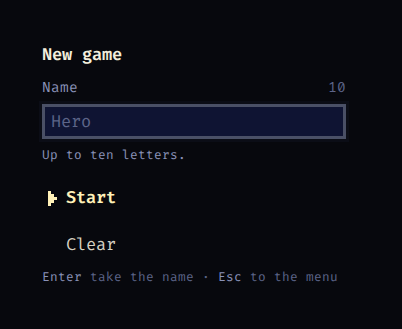 New game
Name 10
Hero
Up to ten letters.
Start
Clear
Enter take the name · Esc to the menu